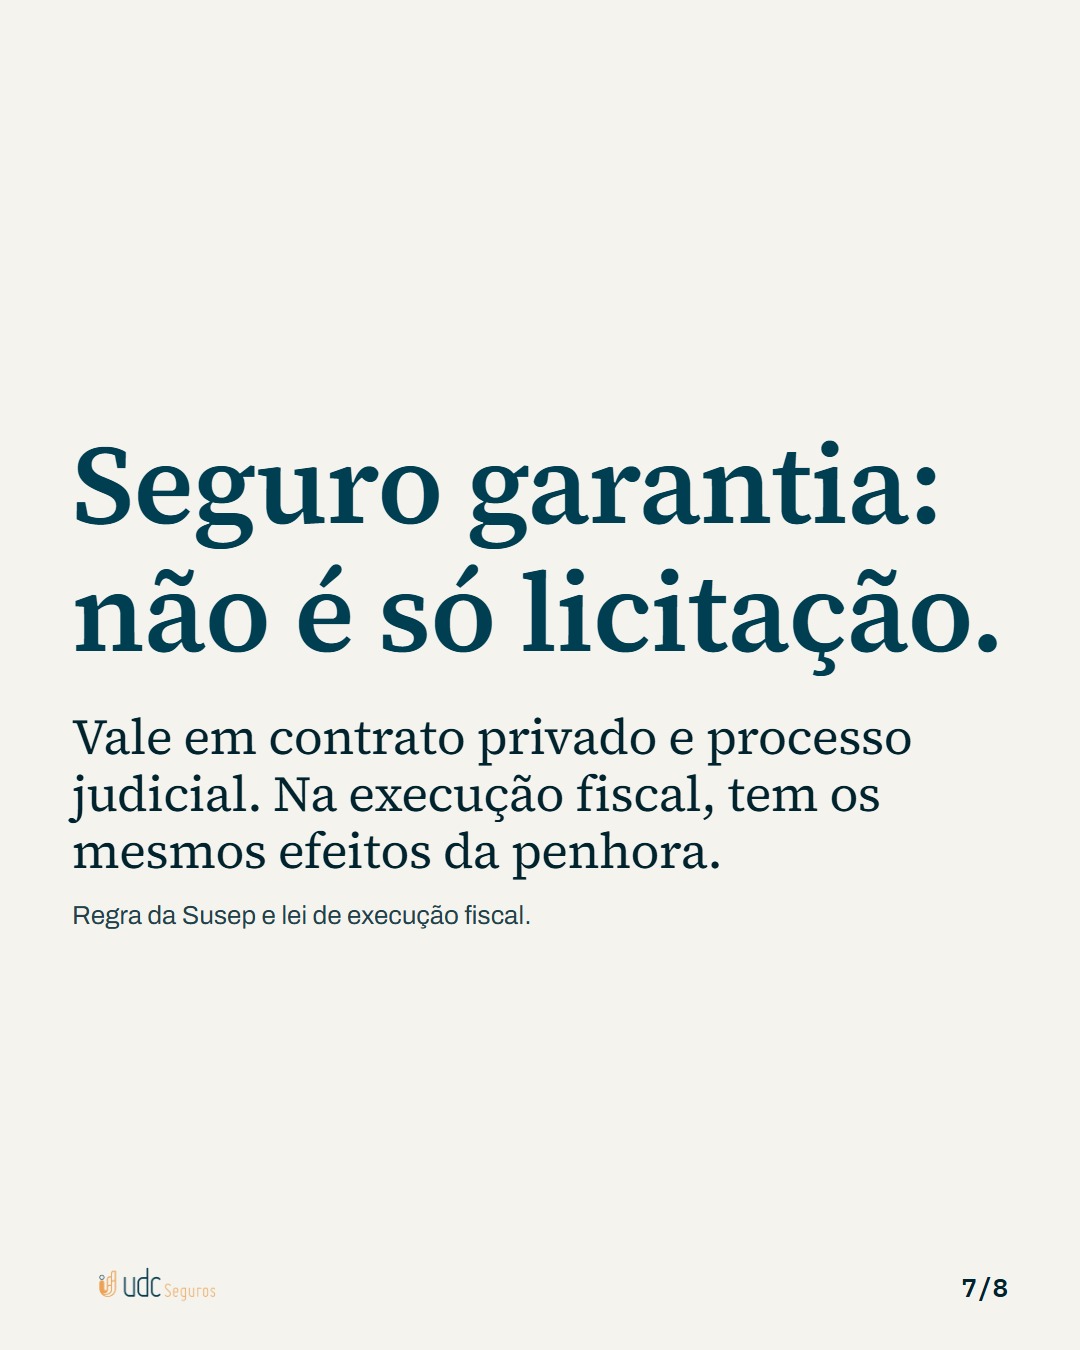 Seguro garantia:
não é só licitação.
Vale em contrato privado e processo
judicial. Na execução fiscal, tem os
mesmos efeitos da penhora.
Regra da Susep e lei de execução fiscal.
udc Seguros
7/8